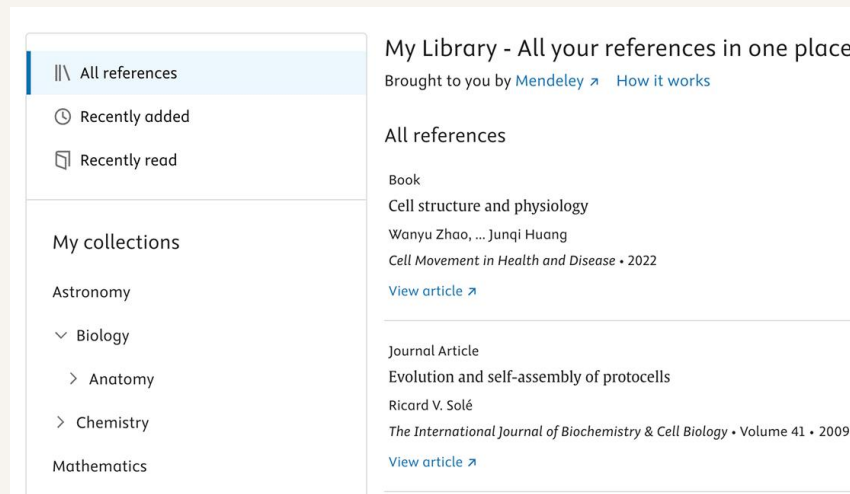 All references
Recently added
Recently read
My collections
Astronomy
Biology
Anatomy
Chemistry
Mathematics
My Library - All your references in one place
Brought to you by Mendeley How it works
All references
Book
Cell structure and physiology
Wanyu Zhao, ... Junqi Huang
Cell Movement in Health and Disease • 2022
View article
Journal Article
Evolution and self-assembly of protocells
Ricard V. Solé
The International Journal of Biochemistry & Cell Biology • Volume 41 • 2009
View article